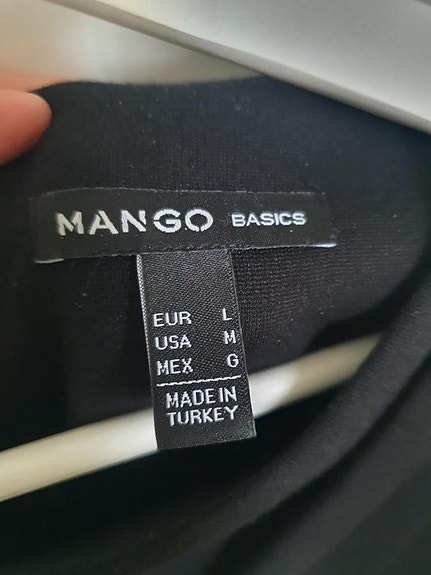 MANGO BASICS
EUR L
USA M
MEX G
MADE IN
TURKEY